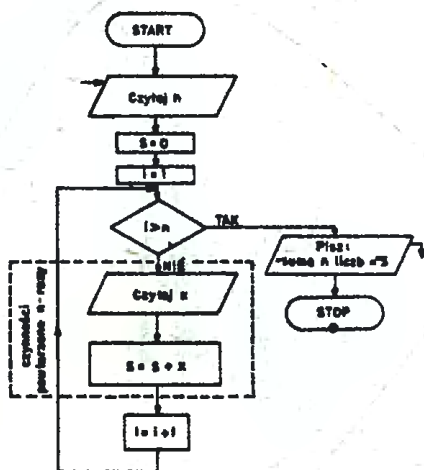 START
Czytaj n
S = 0
i = 1
i > n
TAK
NIE
Pisz:
"suma n liczb = "S
STOP
Czytaj x
S = S + x
czynności
powtarzane n-razy
i = i + 1